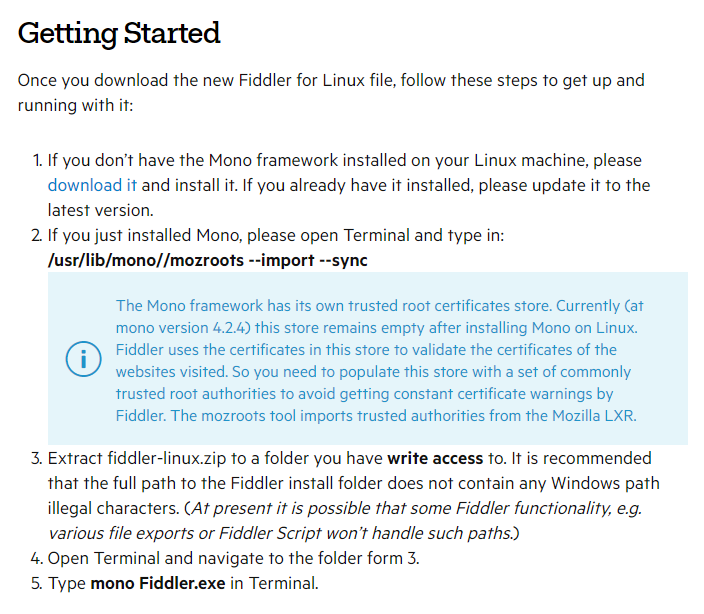 Getting Started
Once you download the new Fiddler for Linux file, follow these steps to get up and
running with it:
1. If you don't have the Mono framework installed on your Linux machine, please
download it and install it. If you already have it installed, please update it to the
latest version.
2. If you just installed Mono, please open Terminal and type in:
/usr/lib/mono//mozroots --import --sync
The Mono framework has its own trusted root certificates store. Currently (at
mono version 4.2.4) this store remains empty after installing Mono on Linux.
Fiddler uses the certificates in this store to validate the certificates of the
websites visited. So you need to populate this store with a set of commonly
trusted root authorities to avoid getting constant certificate warnings by
Fiddler. The mozroots tool imports trusted authorities from the Mozilla LXR.
3. Extract fiddler-linux.zip to a folder you have write access to. It is recommended
that the full path to the Fiddler install folder does not contain any Windows path
illegal characters. (At present it is possible that some Fiddler functionality, e.g.
various file exports or Fiddler Script won't handle such paths.)
4. Open Terminal and navigate to the folder form 3.
5. Type mono Fiddler.exe in Terminal.